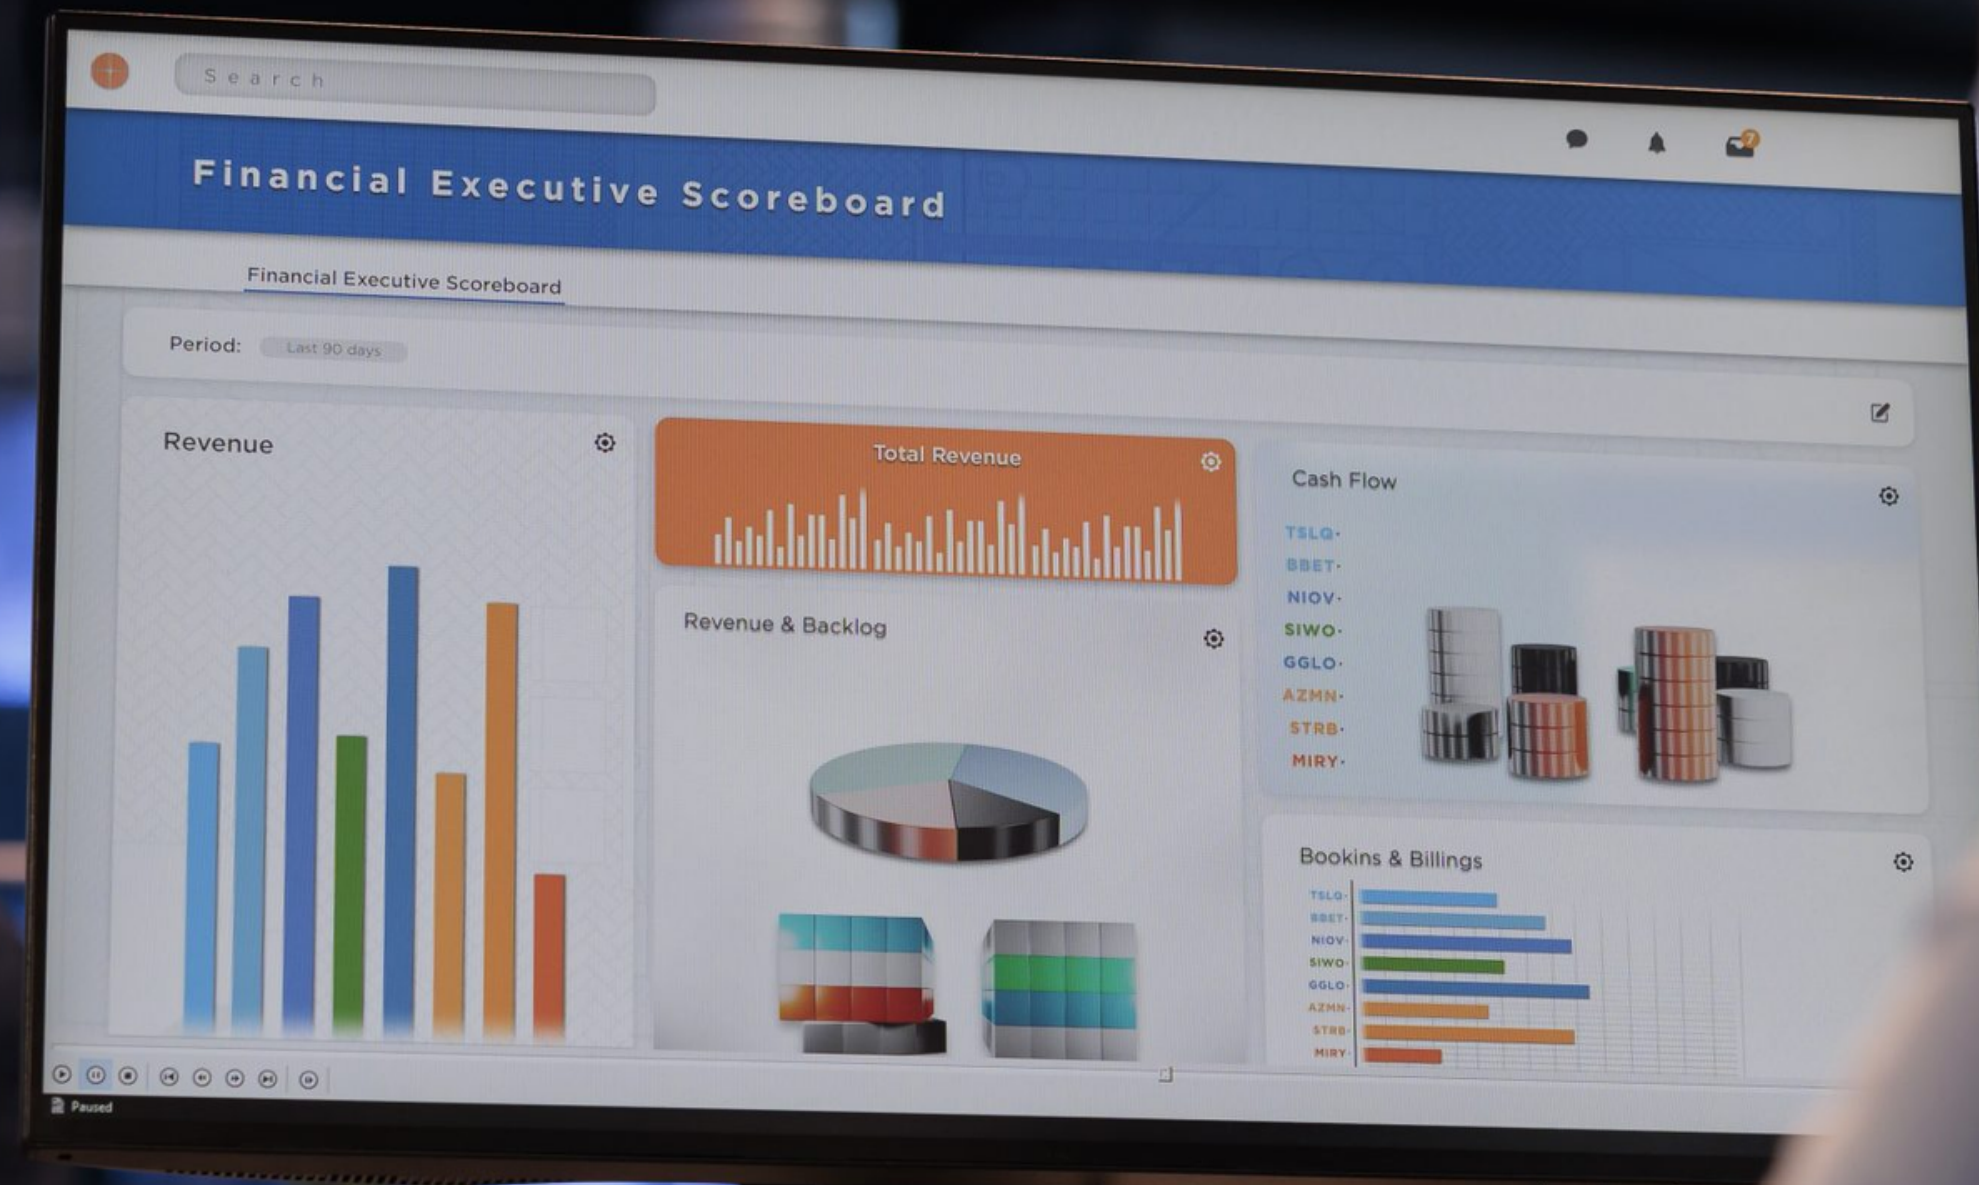 Search
7
Financial Executive Scoreboard
Financial Executive Scoreboard
Period: Last 90 days
Revenue
Total Revenue
Revenue & Backlog
Cash Flow
TSLQ
BBET
NIOV
SIWO
GGLO
AZMN
STRB
MIRY
Bookins & Billings
TSLQ
BBET
NIOV
SIWO
GGLO
AZMN
STRB
MIRY
Paused